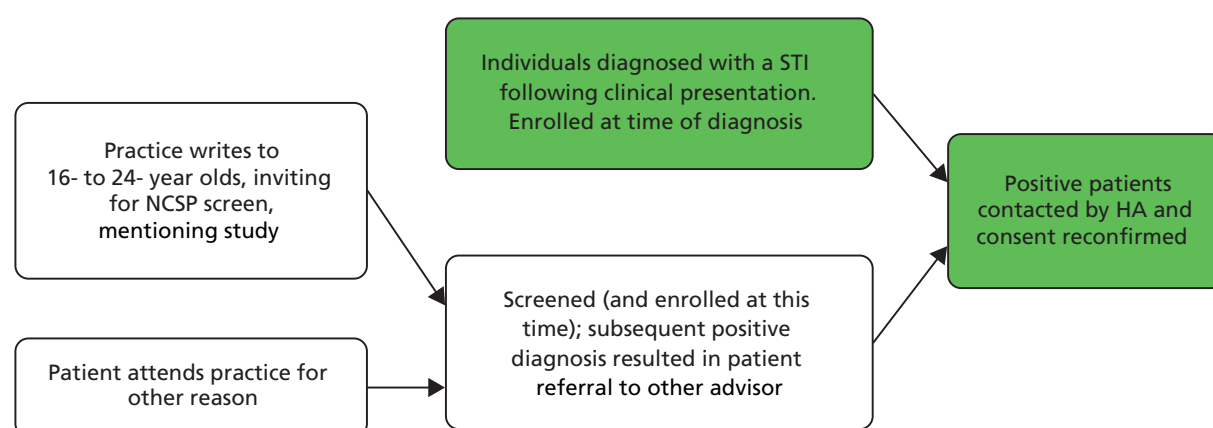 Individuals diagnosed with a STI
following clinical presentation.
Enrolled at time of diagnosis
Practice writes to
16- to 24- year olds, inviting
for NCSP screen,
mentioning study
Positive patients
contacted by HA and
consent reconfirmed
Screened (and enrolled at this
time); subsequent positive
diagnosis resulted in patient
referral to other advisor
Patient attends practice for
other reason